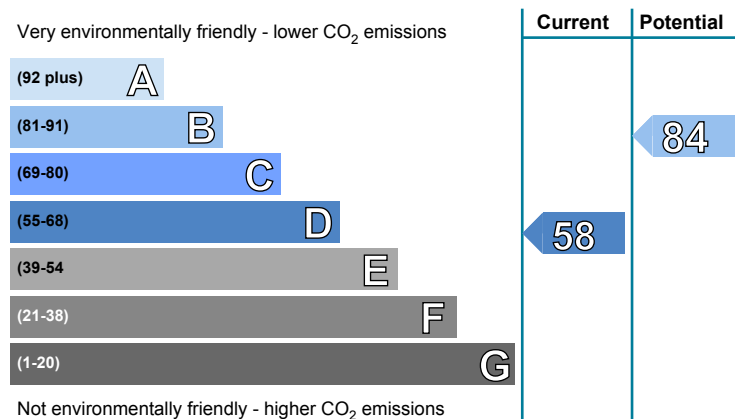 Very environmentally friendly - lower CO2 emissions
Current
Potential
(92 plus) A
(81-91) B
84
(69-80) C
(55-68) D
58
(39-54 E
(21-38) F
(1-20) G
Not environmentally friendly - higher CO2 emissions